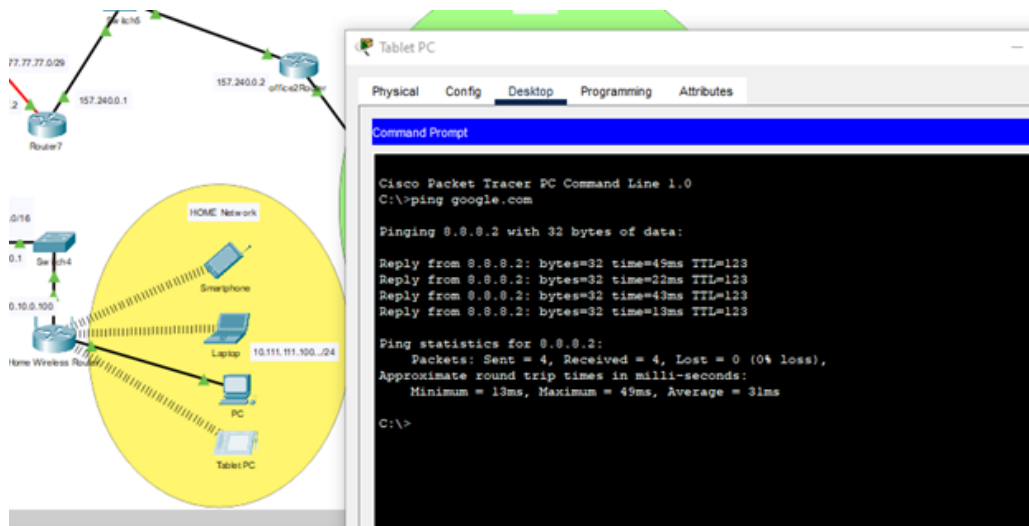 Switch5
77.77.77.0/29
157.240.0.2
office2Router
.2
157.240.0.1
Router7
HOME Network
.0/16
0.1
Switch4
Smartphone
0.10.0.100
Home Wireless Router
Laptop
10.111.111.100.../24
PC
Tablet PC
Tablet PC
Physical Config Desktop Programming Attributes
Command Prompt
Cisco Packet Tracer PC Command Line 1.0
C:\>ping google.com
Pinging 8.8.8.2 with 32 bytes of data:
Reply from 8.8.8.2: bytes=32 time=49ms TTL=123
Reply from 8.8.8.2: bytes=32 time=22ms TTL=123
Reply from 8.8.8.2: bytes=32 time=43ms TTL=123
Reply from 8.8.8.2: bytes=32 time=13ms TTL=123
Ping statistics for 8.8.8.2:
Packets: Sent = 4, Received = 4, Lost = 0 (0% loss),
Approximate round trip times in milli-seconds:
Minimum = 13ms, Maximum = 49ms, Average = 31ms
C:\>